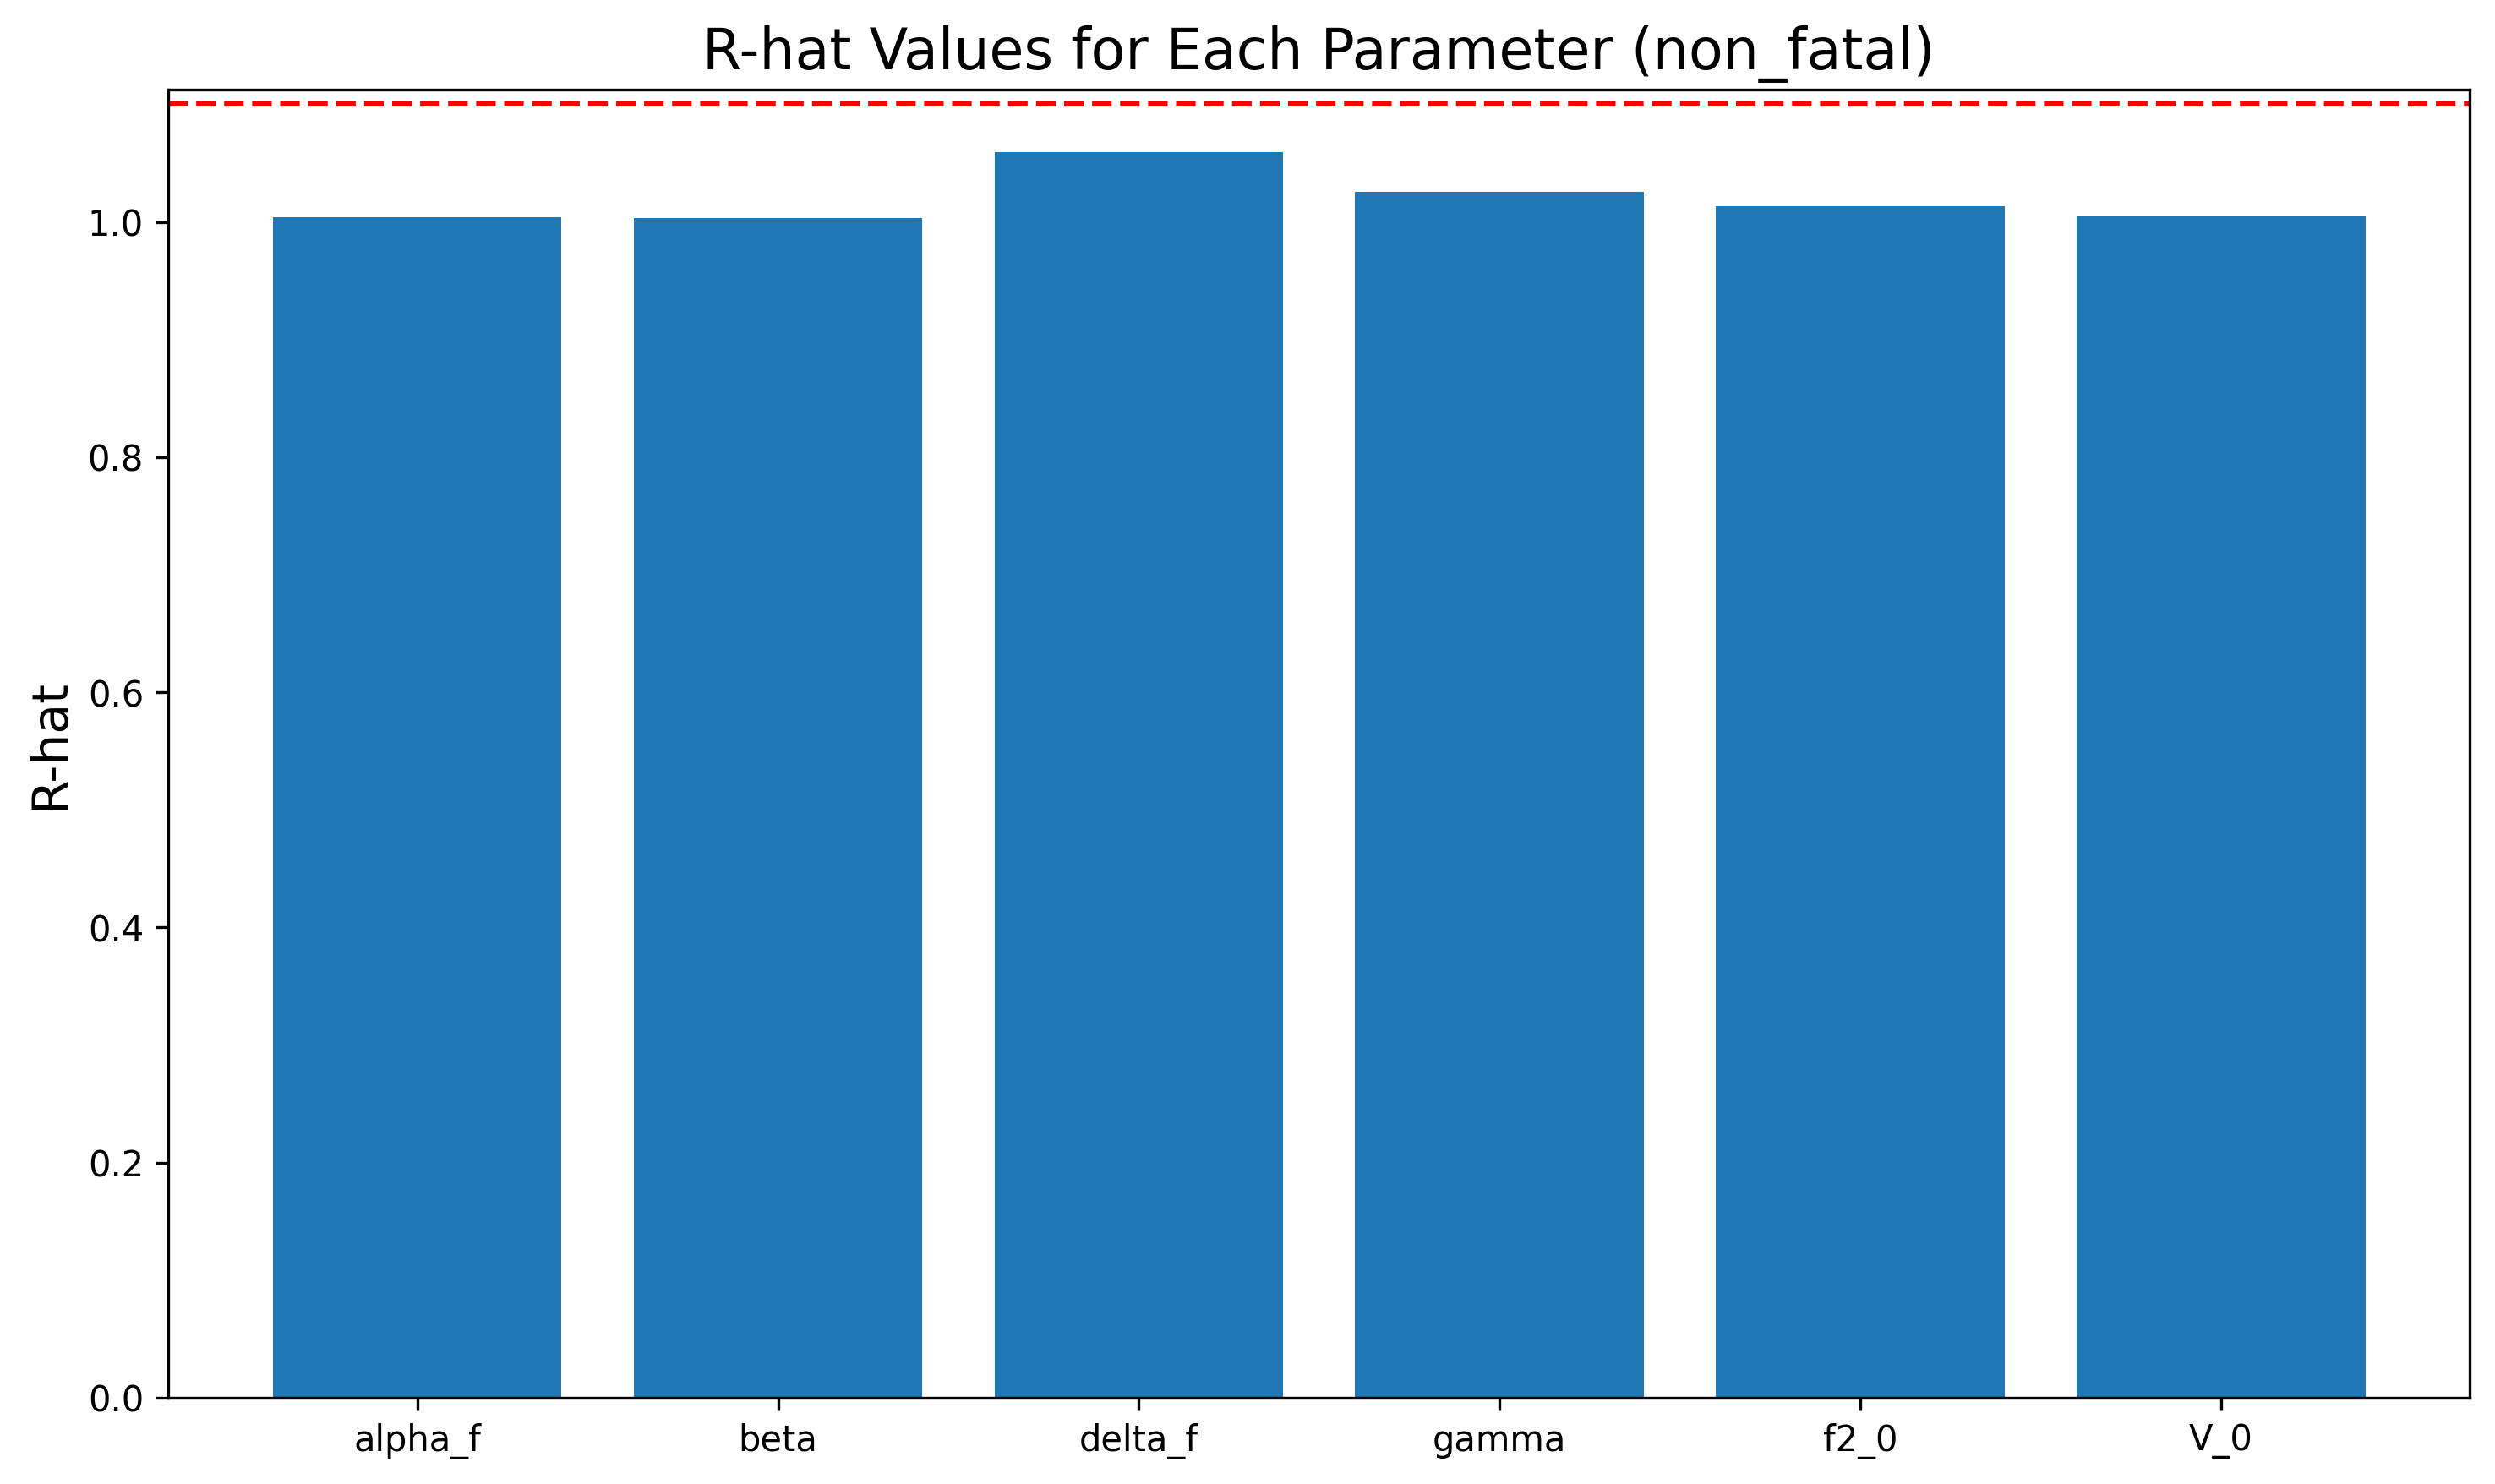 R-hat Values for Each Parameter (non_fatal)
R-hat
1.0
0.8
0.6
0.4
0.2
0.0
alpha_f
beta
delta_f
gamma
f2_0
V_0